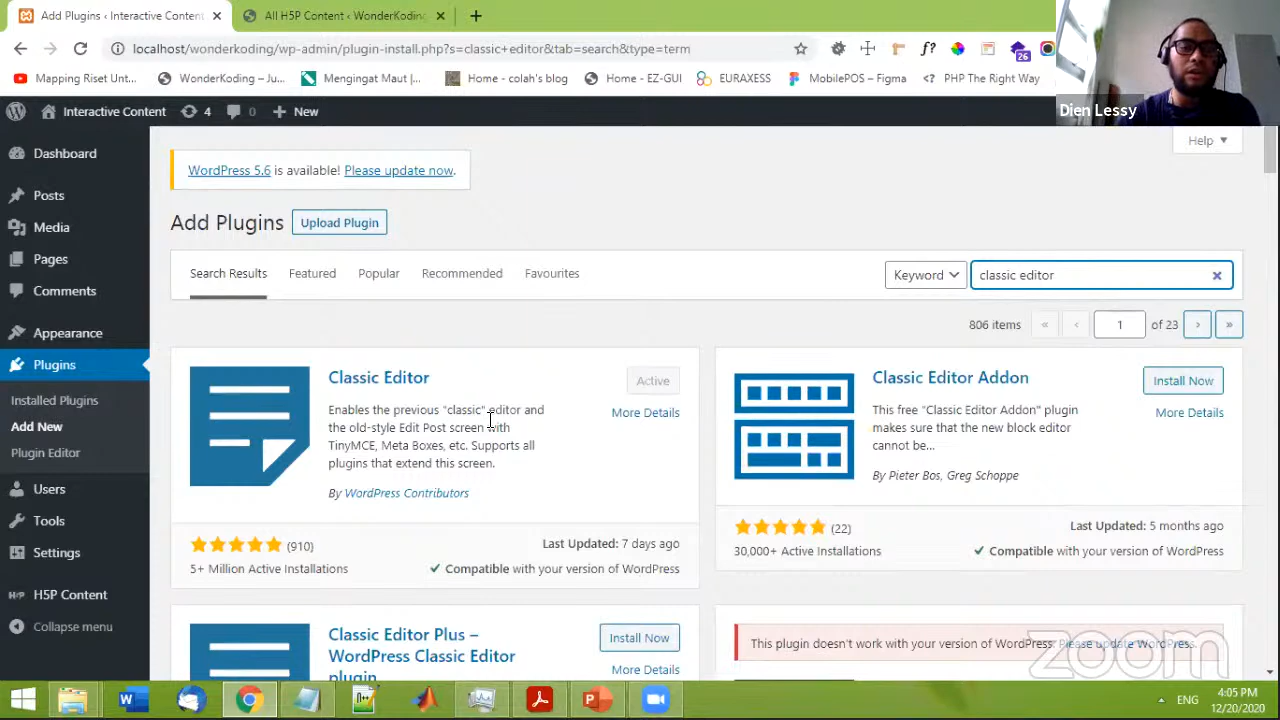 Add Plugins ‹ Interactive Content
All H5P Content ‹ WonderKoding
localhost/wonderkoding/wp-admin/plugin-install.php?s=classic+editor&tab=search&type=term
f?
26
Mapping Riset Unt...
WonderKoding – Ju...
Mengingat Maut |...
Home - colah's blog
Home - EZ-GUI
EURAXESS
MobilePOS – Figma
PHP The Right Way
Dien Lessy
Interactive Content
4
0
New
Help
Dashboard
Posts
Media
Pages
Comments
Appearance
Plugins
Installed Plugins
Add New
Plugin Editor
Users
Tools
Settings
H5P Content
Collapse menu
WordPress 5.6 is available! Please update now.
Add Plugins
Upload Plugin
Search Results
Featured
Popular
Recommended
Favourites
Keyword
classic editor
806 items
«
‹
1
of 23
›
»
Classic Editor
Active
More Details
Enables the previous "classic" editor and
the old-style Edit Post screen with
TinyMCE, Meta Boxes, etc. Supports all
plugins that extend this screen.
By WordPress Contributors
(910)
Last Updated: 7 days ago
5+ Million Active Installations
Compatible with your version of WordPress
Classic Editor Addon
Install Now
More Details
This free "Classic Editor Addon" plugin
makes sure that the new block editor
cannot be...
By Pieter Bos, Greg Schoppe
(22)
Last Updated: 5 months ago
30,000+ Active Installations
Compatible with your version of WordPress
Classic Editor Plus –
WordPress Classic Editor
plugin
Install Now
More Details
This plugin doesn't work with your version of WordPress. Please update WordPress.
zoom
ENG
4:05 PM
12/20/2020